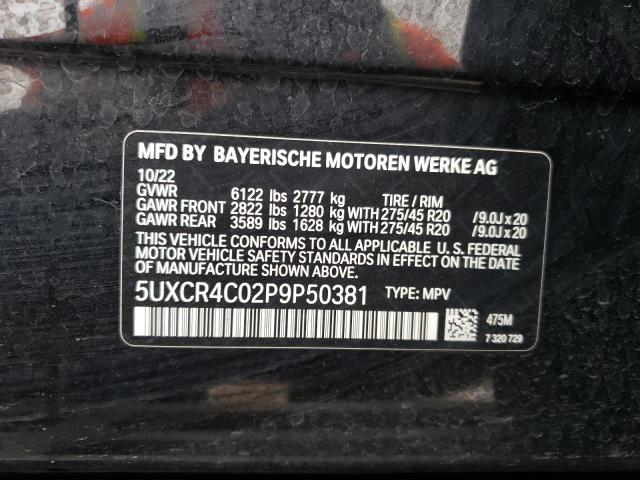 MFD BY BAYERISCHE MOTOREN WERKE AG
10/22
GVWR 6122 lbs 2777 kg TIRE / RIM
GAWR FRONT 2822 lbs 1280 kg WITH 275/45 R20 /9.0J x 20
GAWR REAR 3589 lbs 1628 kg WITH 275/45 R20 /9.0J x 20
THIS VEHICLE CONFORMS TO ALL APPLICABLE U.S. FEDERAL
MOTOR VEHICLE SAFETY STANDARDS IN EFFECT ON THE DATE
OF MANUFACTURE SHOWN ABOVE.
5UXCR4C02P9P50381 TYPE: MPV
475M
7 320 729